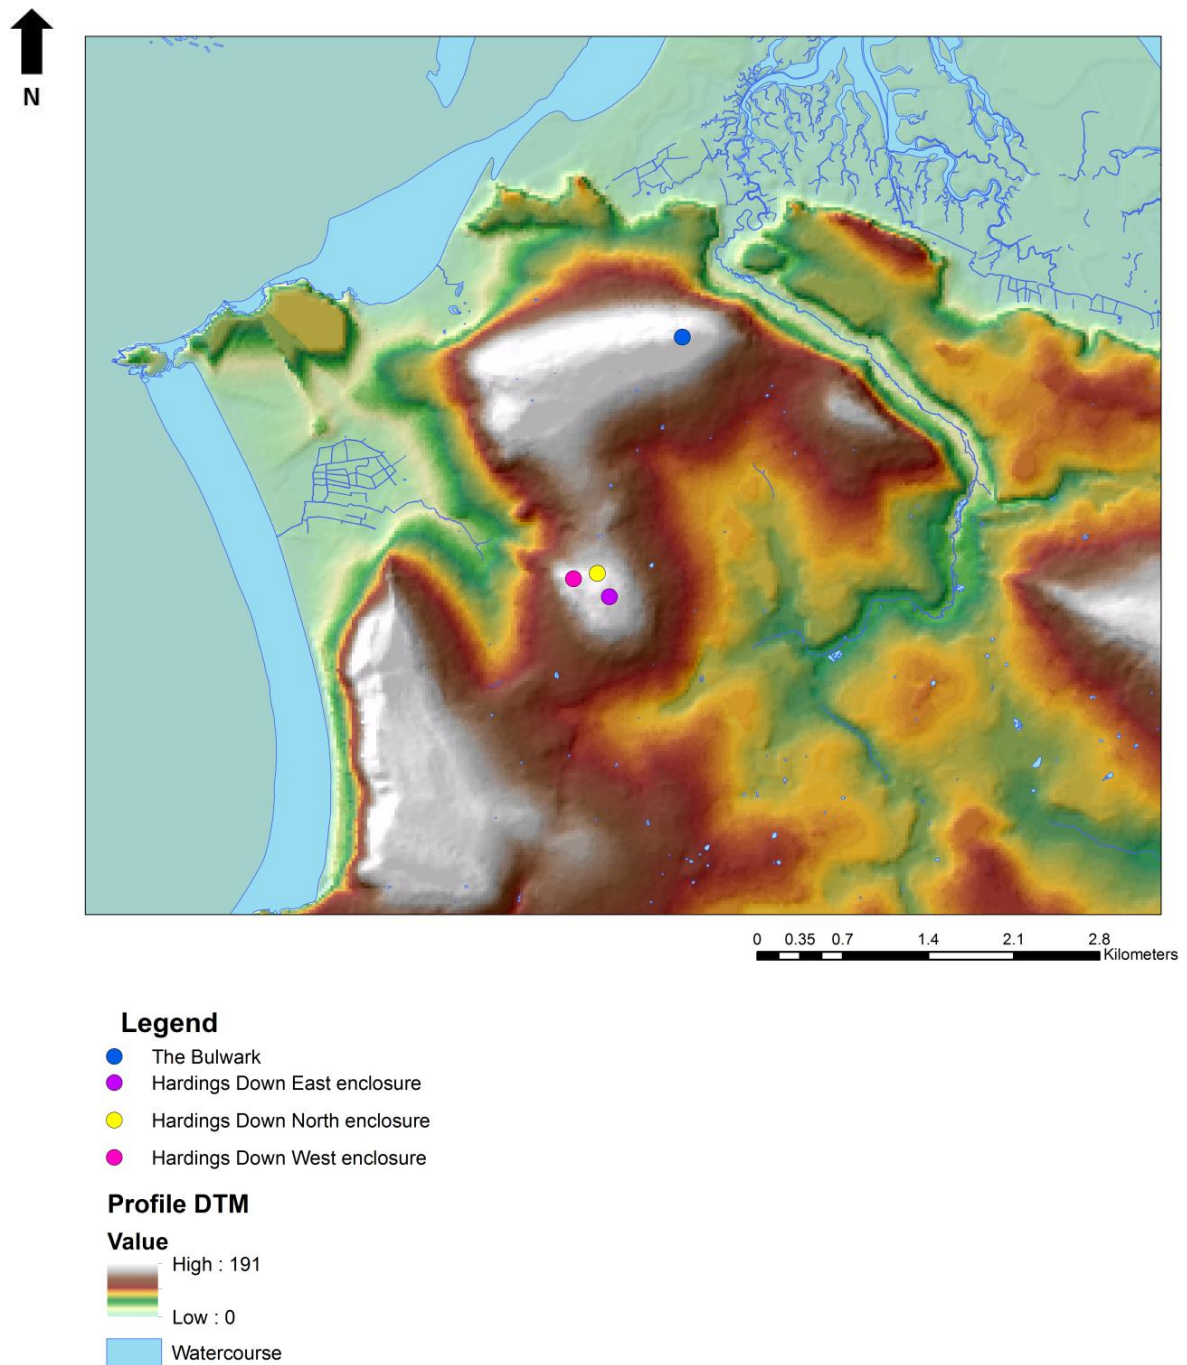 N
0 0.35 0.7 1.4 2.1 2.8
Kilometers
Legend
The Bulwark
Hardings Down East enclosure
Hardings Down North enclosure
Hardings Down West enclosure
Profile DTM
Value
High : 191
Low : 0
Watercourse